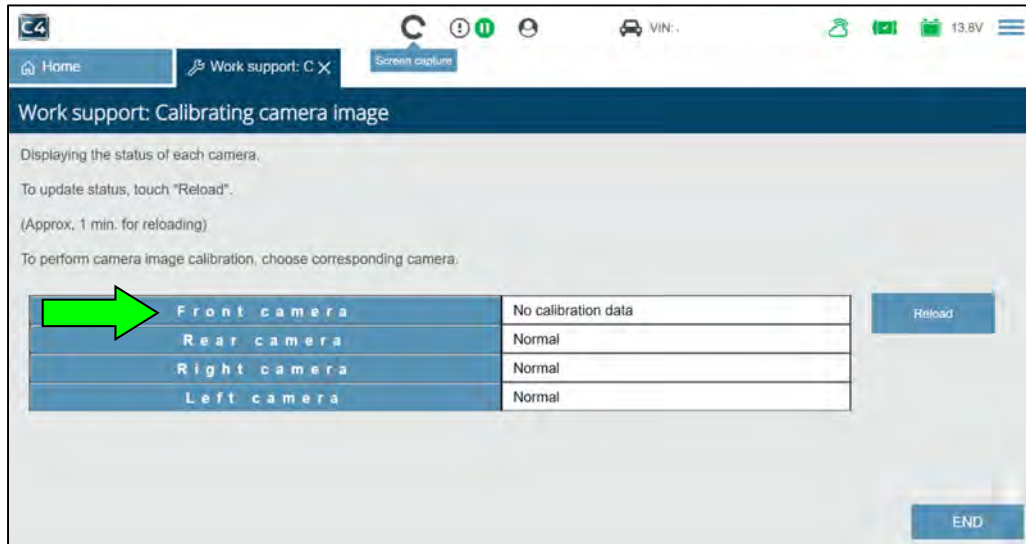 C4
VIN:.
13.8V
Home
Work support: C X
Screen capture
Work support: Calibrating camera image
Displaying the status of each camera.
To update status, touch "Reload".
(Approx, 1 min. for reloading)
To perform camera image calibration, choose corresponding camera.
Front camera No calibration data Reload
Rear camera Normal
Right camera Normal
Left camera Normal
END